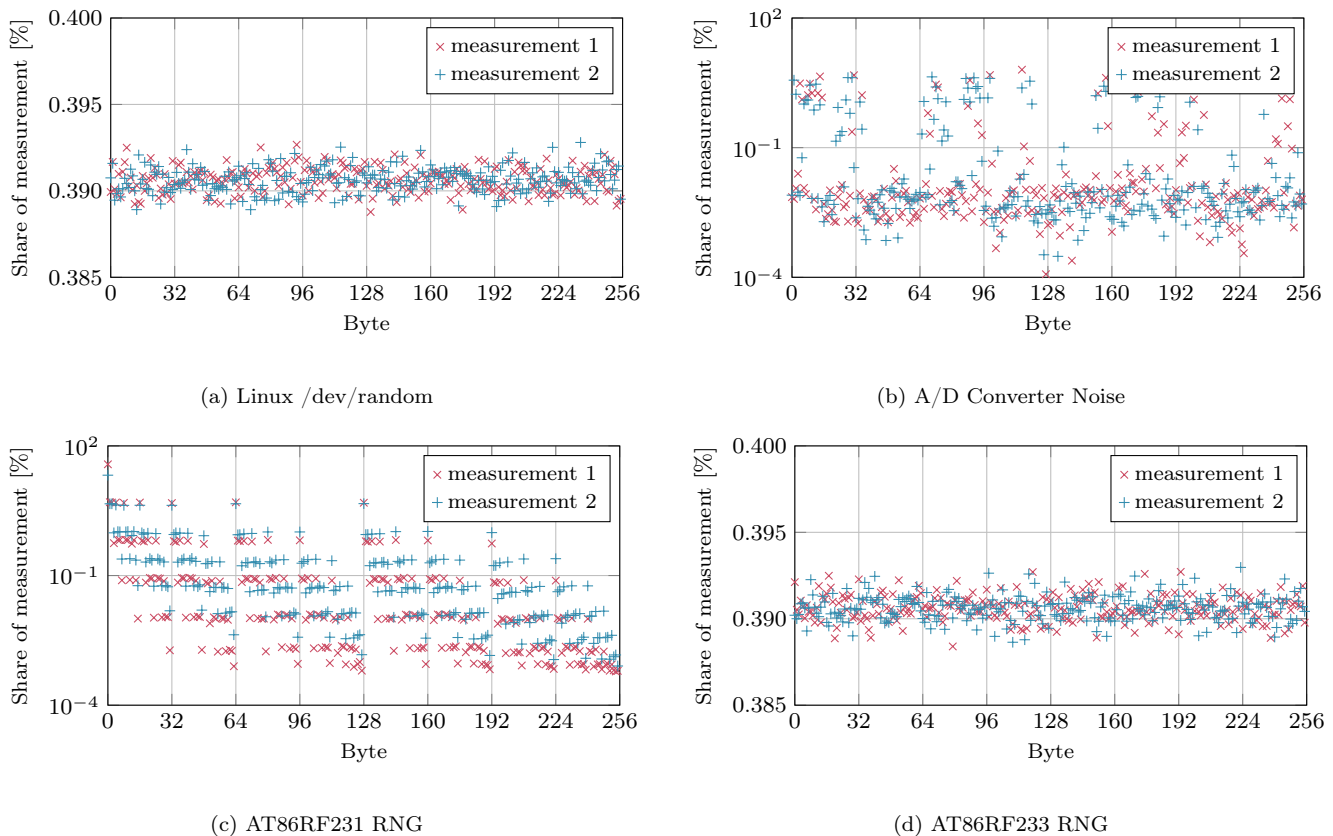 0.400
0.395
0.390
0.385
Share of measurement [%]
0 32 64 96 128 160 192 224 256
Byte
measurement 1
measurement 2
(a) Linux /dev/random
10^2
10^−1
10^−4
Share of measurement [%]
0 32 64 96 128 160 192 224 256
Byte
measurement 1
measurement 2
(b) A/D Converter Noise
10^2
10^−1
10^−4
Share of measurement [%]
0 32 64 96 128 160 192 224 256
Byte
measurement 1
measurement 2
(c) AT86RF231 RNG
0.400
0.395
0.390
0.385
Share of measurement [%]
0 32 64 96 128 160 192 224 256
Byte
measurement 1
measurement 2
(d) AT86RF233 RNG